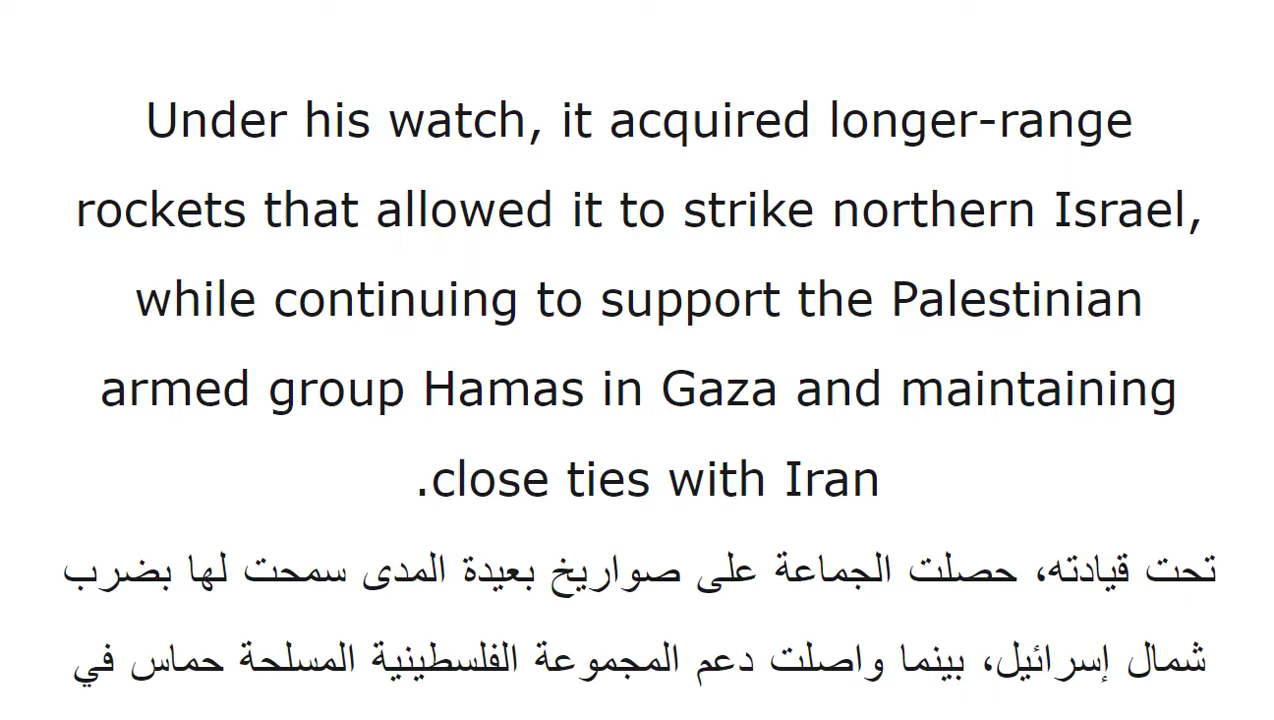 Under his watch, it acquired longer-range
rockets that allowed it to strike northern Israel,
while continuing to support the Palestinian
armed group Hamas in Gaza and maintaining
.close ties with Iran
تحت قيادته، حصلت الجماعة على صواريخ بعيدة المدى سمحت لها بضرب
شمال إسرائيل، بينما واصلت دعم المجموعة الفلسطينية المسلحة حماس في